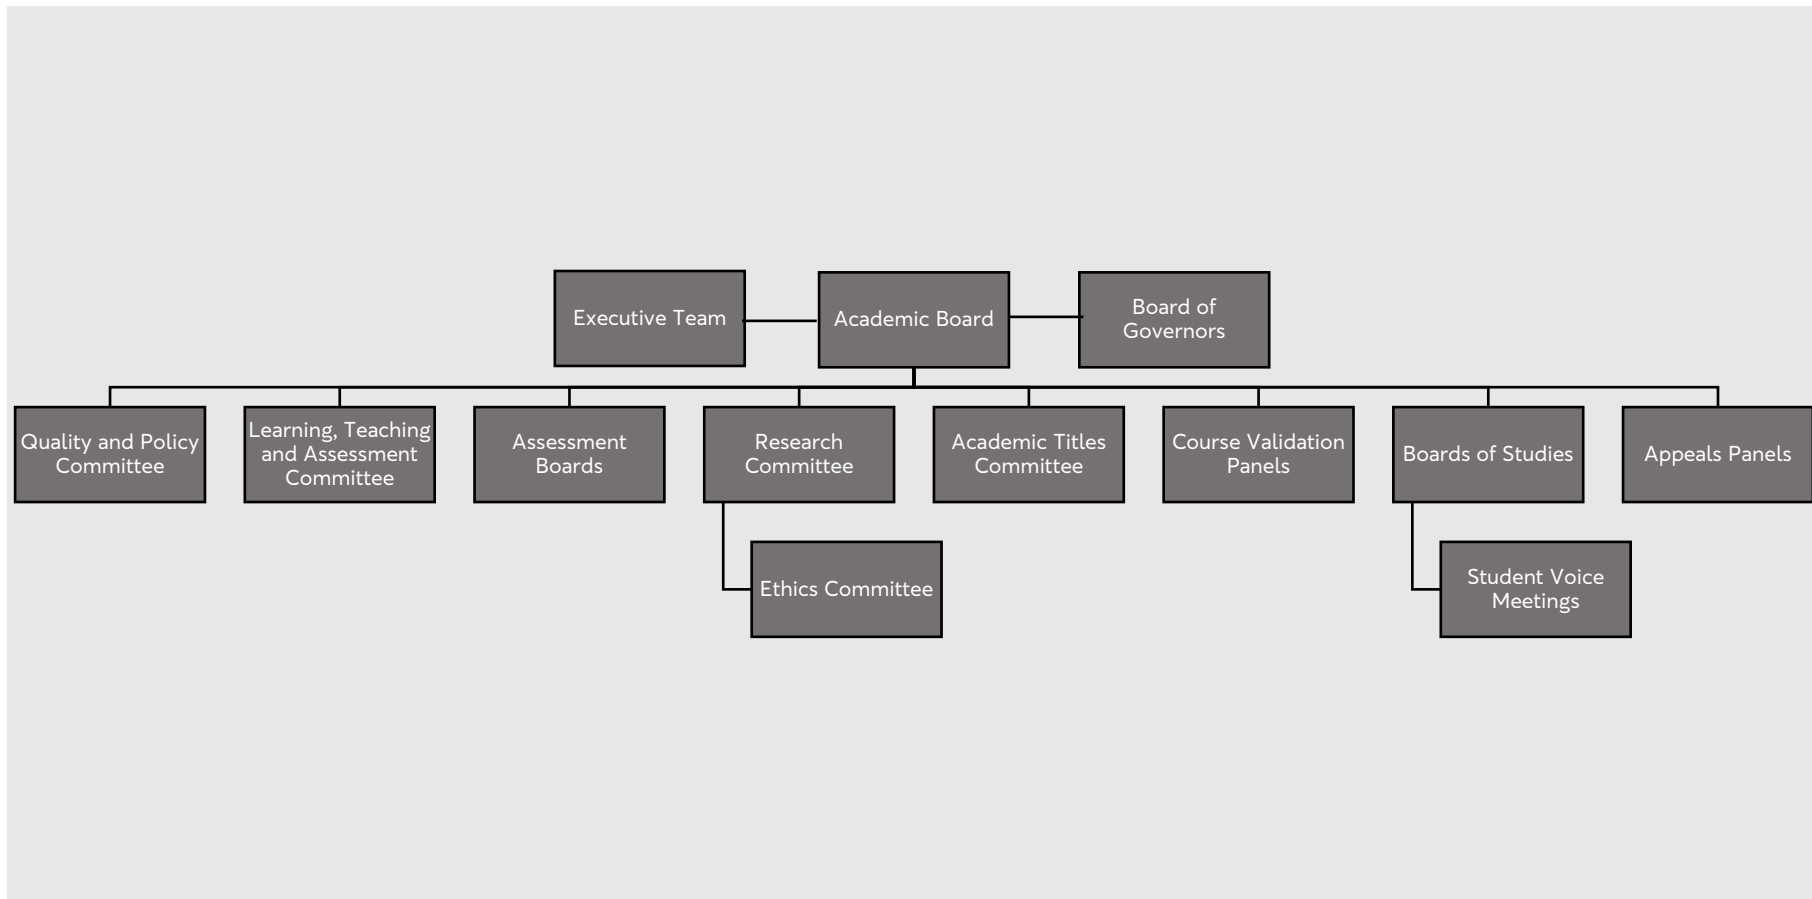 Executive Team
Academic Board
Board of
Governors
Quality and Policy
Committee
Learning, Teaching
and Assessment
Committee
Assessment
Boards
Research
Committee
Academic Titles
Committee
Course Validation
Panels
Boards of Studies
Appeals Panels
Ethics Committee
Student Voice
Meetings